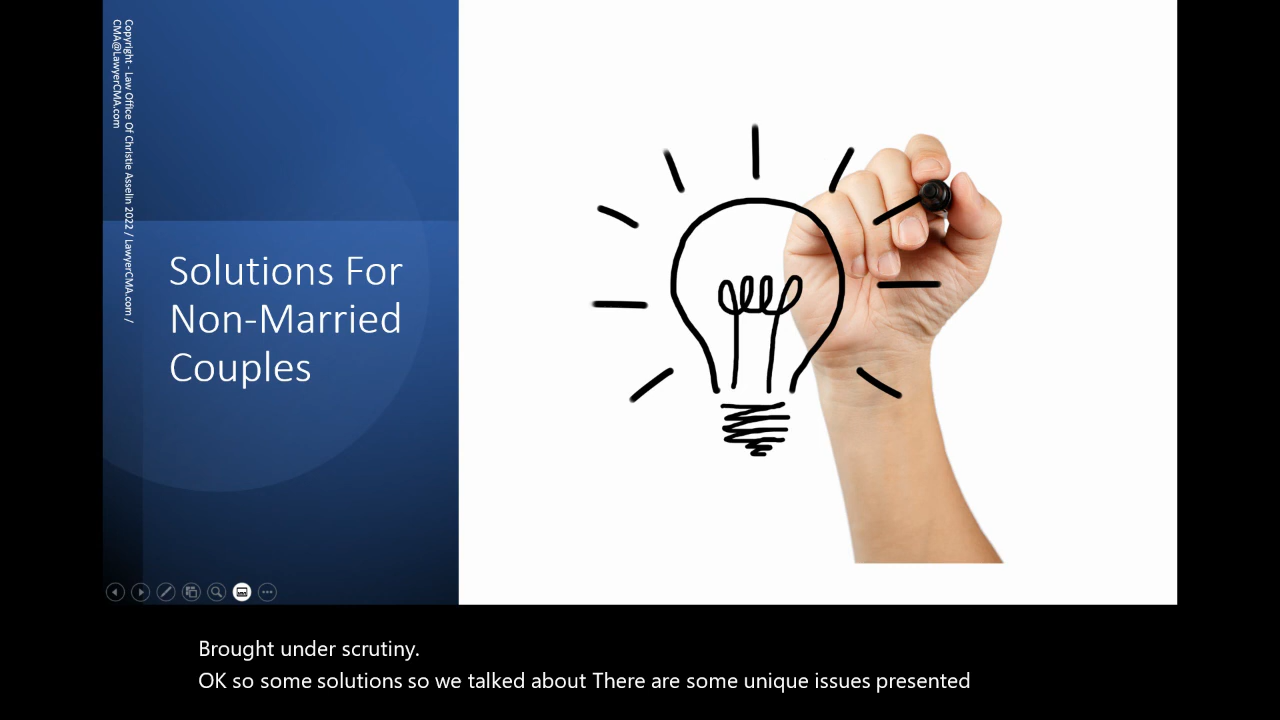 Copyright - Law Office Of Christie Asselin 2022 / LawyerCMA.com /
CMA@LawyerCMA.com
Solutions For
Non-Married
Couples
Brought under scrutiny.
OK so some solutions so we talked about There are some unique issues presented